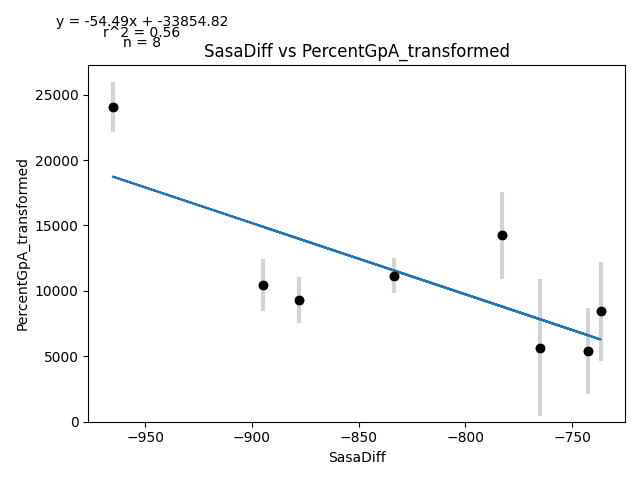 y = -54.49x + -33854.82
r^2 = 0.56
n = 8
SasaDiff vs PercentGpA_transformed
25000
20000
15000
10000
5000
0
PercentGpA_transformed
−950
−900
−850
−800
−750
SasaDiff